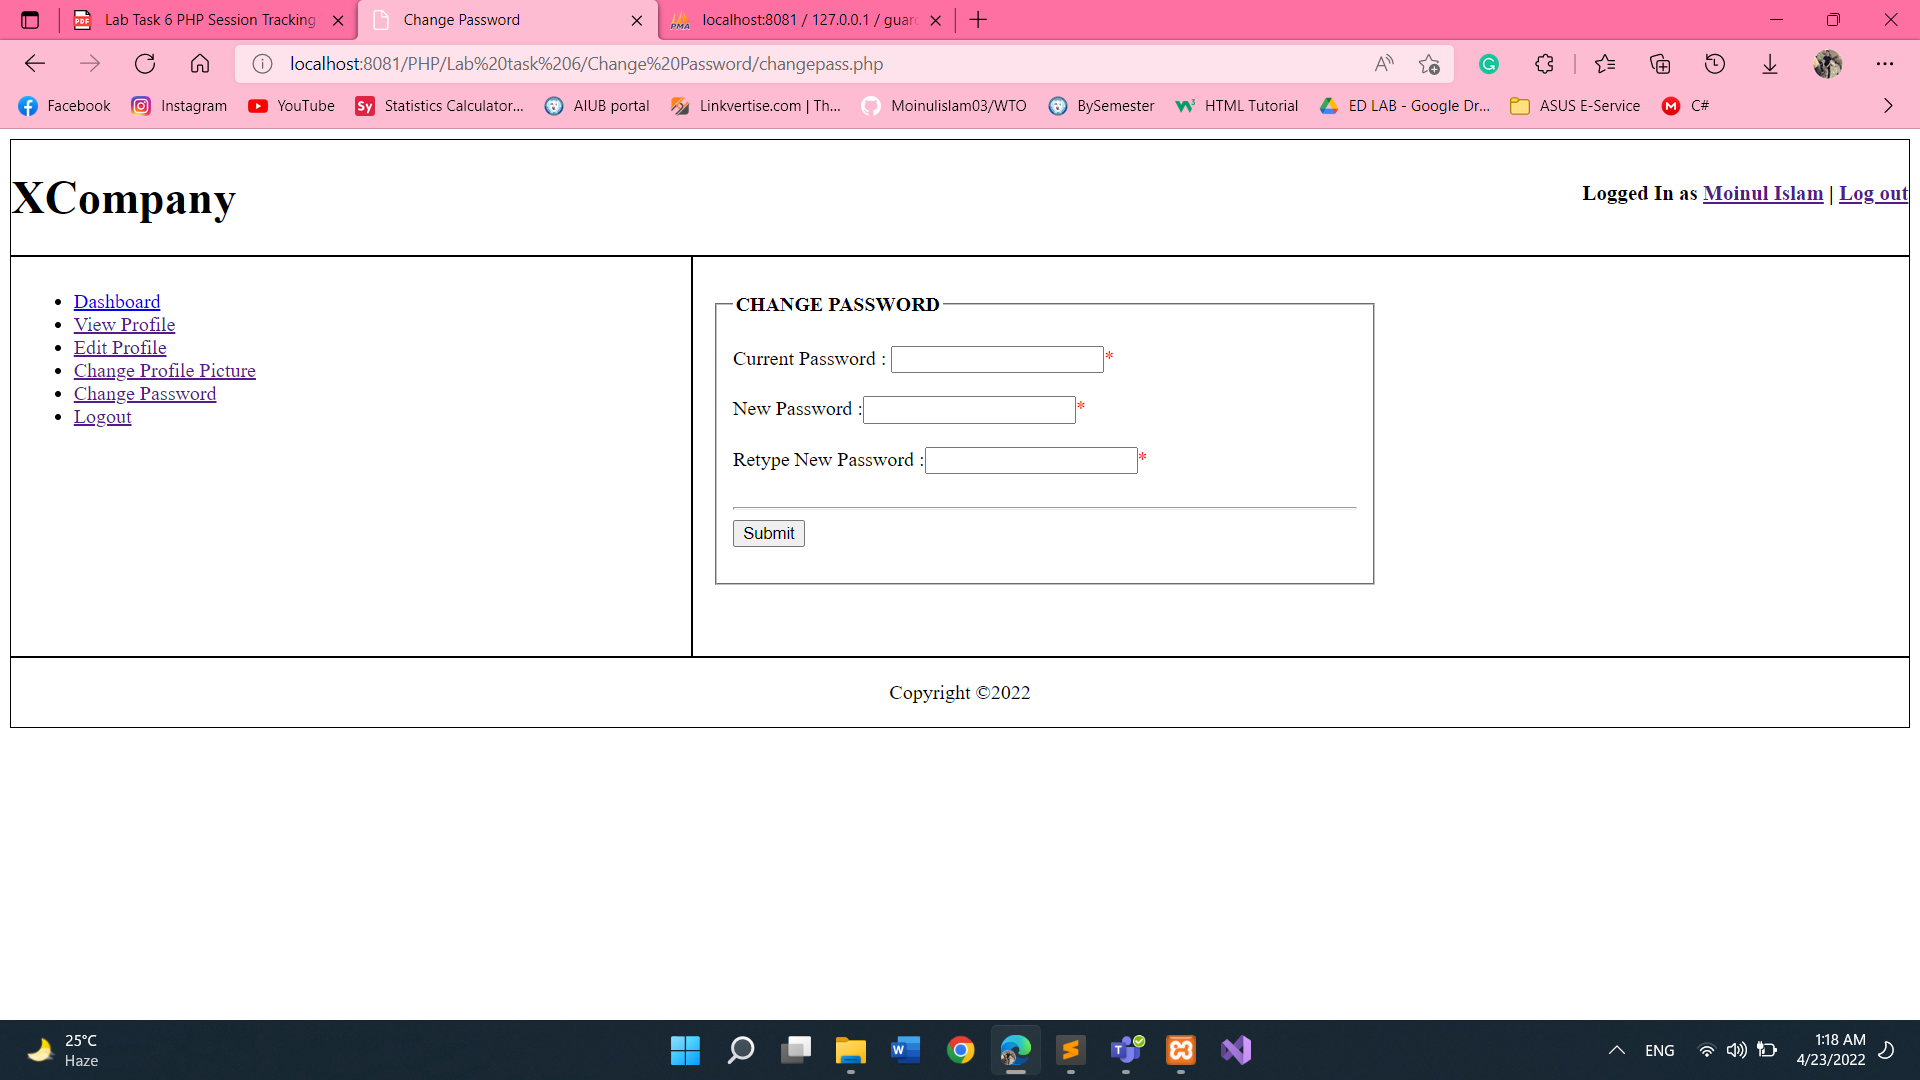 Lab Task 6 PHP Session Tracking
Change Password
localhost:8081 / 127.0.0.1 / guar
localhost:8081/PHP/Lab%20task%206/Change%20Password/changepass.php
Facebook
Instagram
YouTube
Statistics Calculator...
AIUB portal
Linkvertise.com | Th...
Moinulislam03/WTO
BySemester
HTML Tutorial
ED LAB - Google Dr...
ASUS E-Service
C#
XCompany
Logged In as Moinul Islam | Log out
Dashboard
View Profile
Edit Profile
Change Profile Picture
Change Password
Logout
CHANGE PASSWORD
Current Password : *
New Password : *
Retype New Password : *
Submit
Copyright ©2022
25°C
Haze
ENG
1:18 AM
4/23/2022